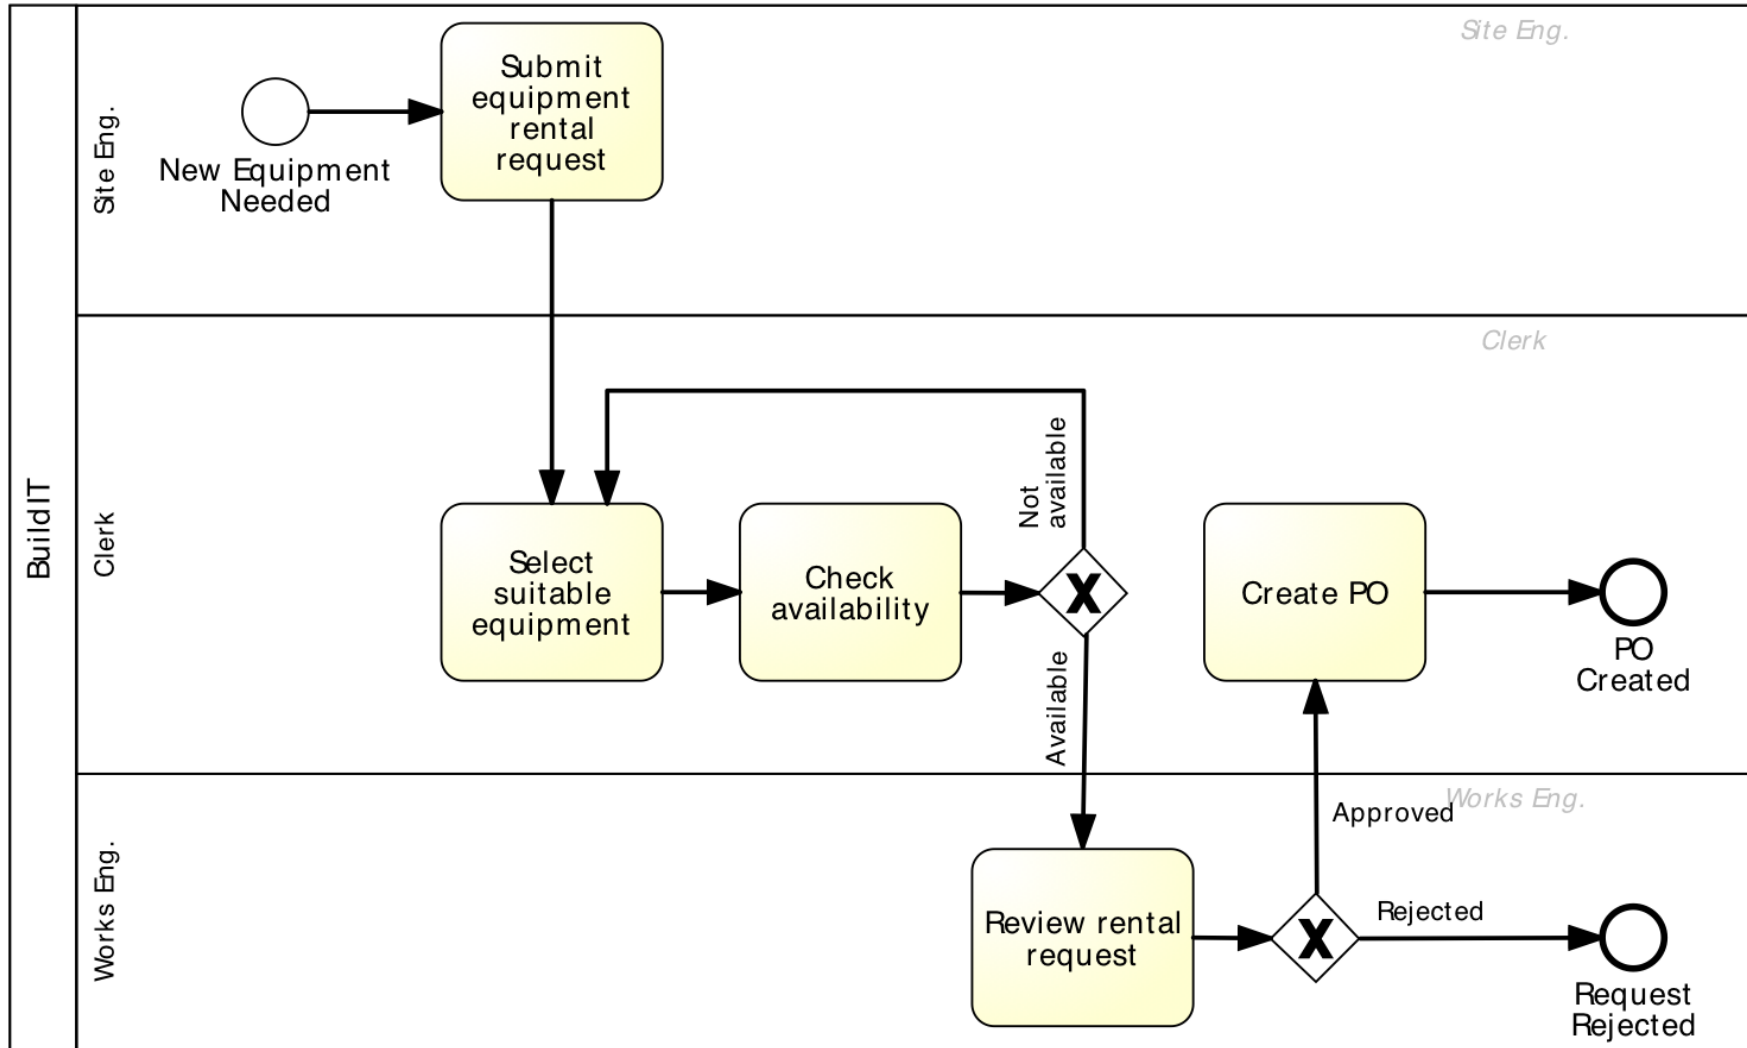 BuildIT
Site Eng.
Site Eng.
New Equipment
Needed
Submit
equipment
rental
request
Clerk
Clerk
Select
suitable
equipment
Check
availability
Not
available
Available
Create PO
PO
Created
Works Eng.
Works Eng.
Review rental
request
X
X
Approved
Rejected
Request
Rejected